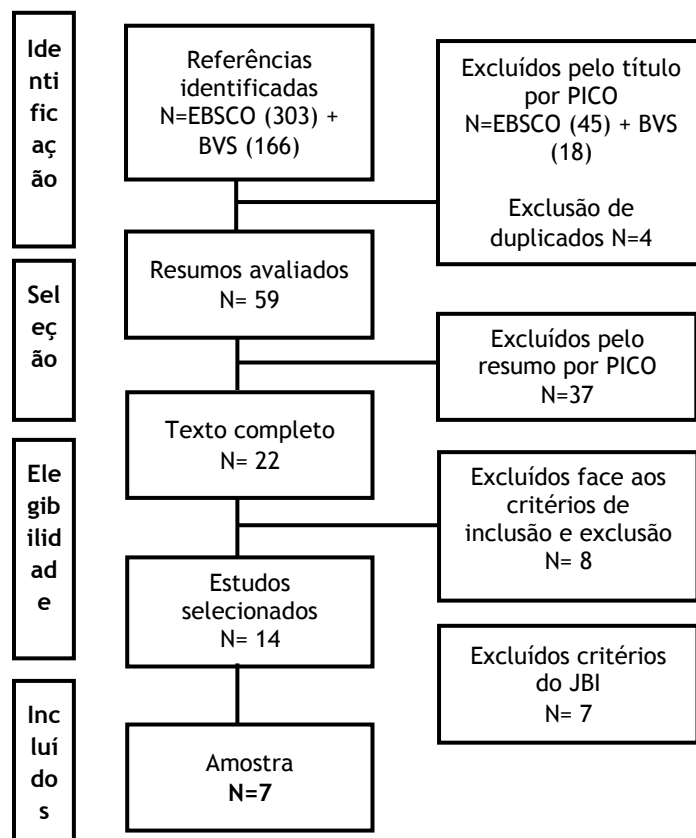 Ide
nti
fic
aç
ão
Referências
identificadas
N=EBSCO (303) +
BVS (166)
Excluídos pelo título
por PICO
N=EBSCO (45) + BVS
(18)
Exclusão de
duplicados N=4
Sel
eç
ão
Resumos avaliados
N= 59
Excluídos pelo
resumo por PICO
N=37
Texto completo
N= 22
Ele
gib
ilid
ad
e
Excluídos face aos
critérios de
inclusão e exclusão
N= 8
Estudos
selecionados
N= 14
Excluídos critérios
do JBI
N= 7
Inc
luí
do
s
Amostra
N=7